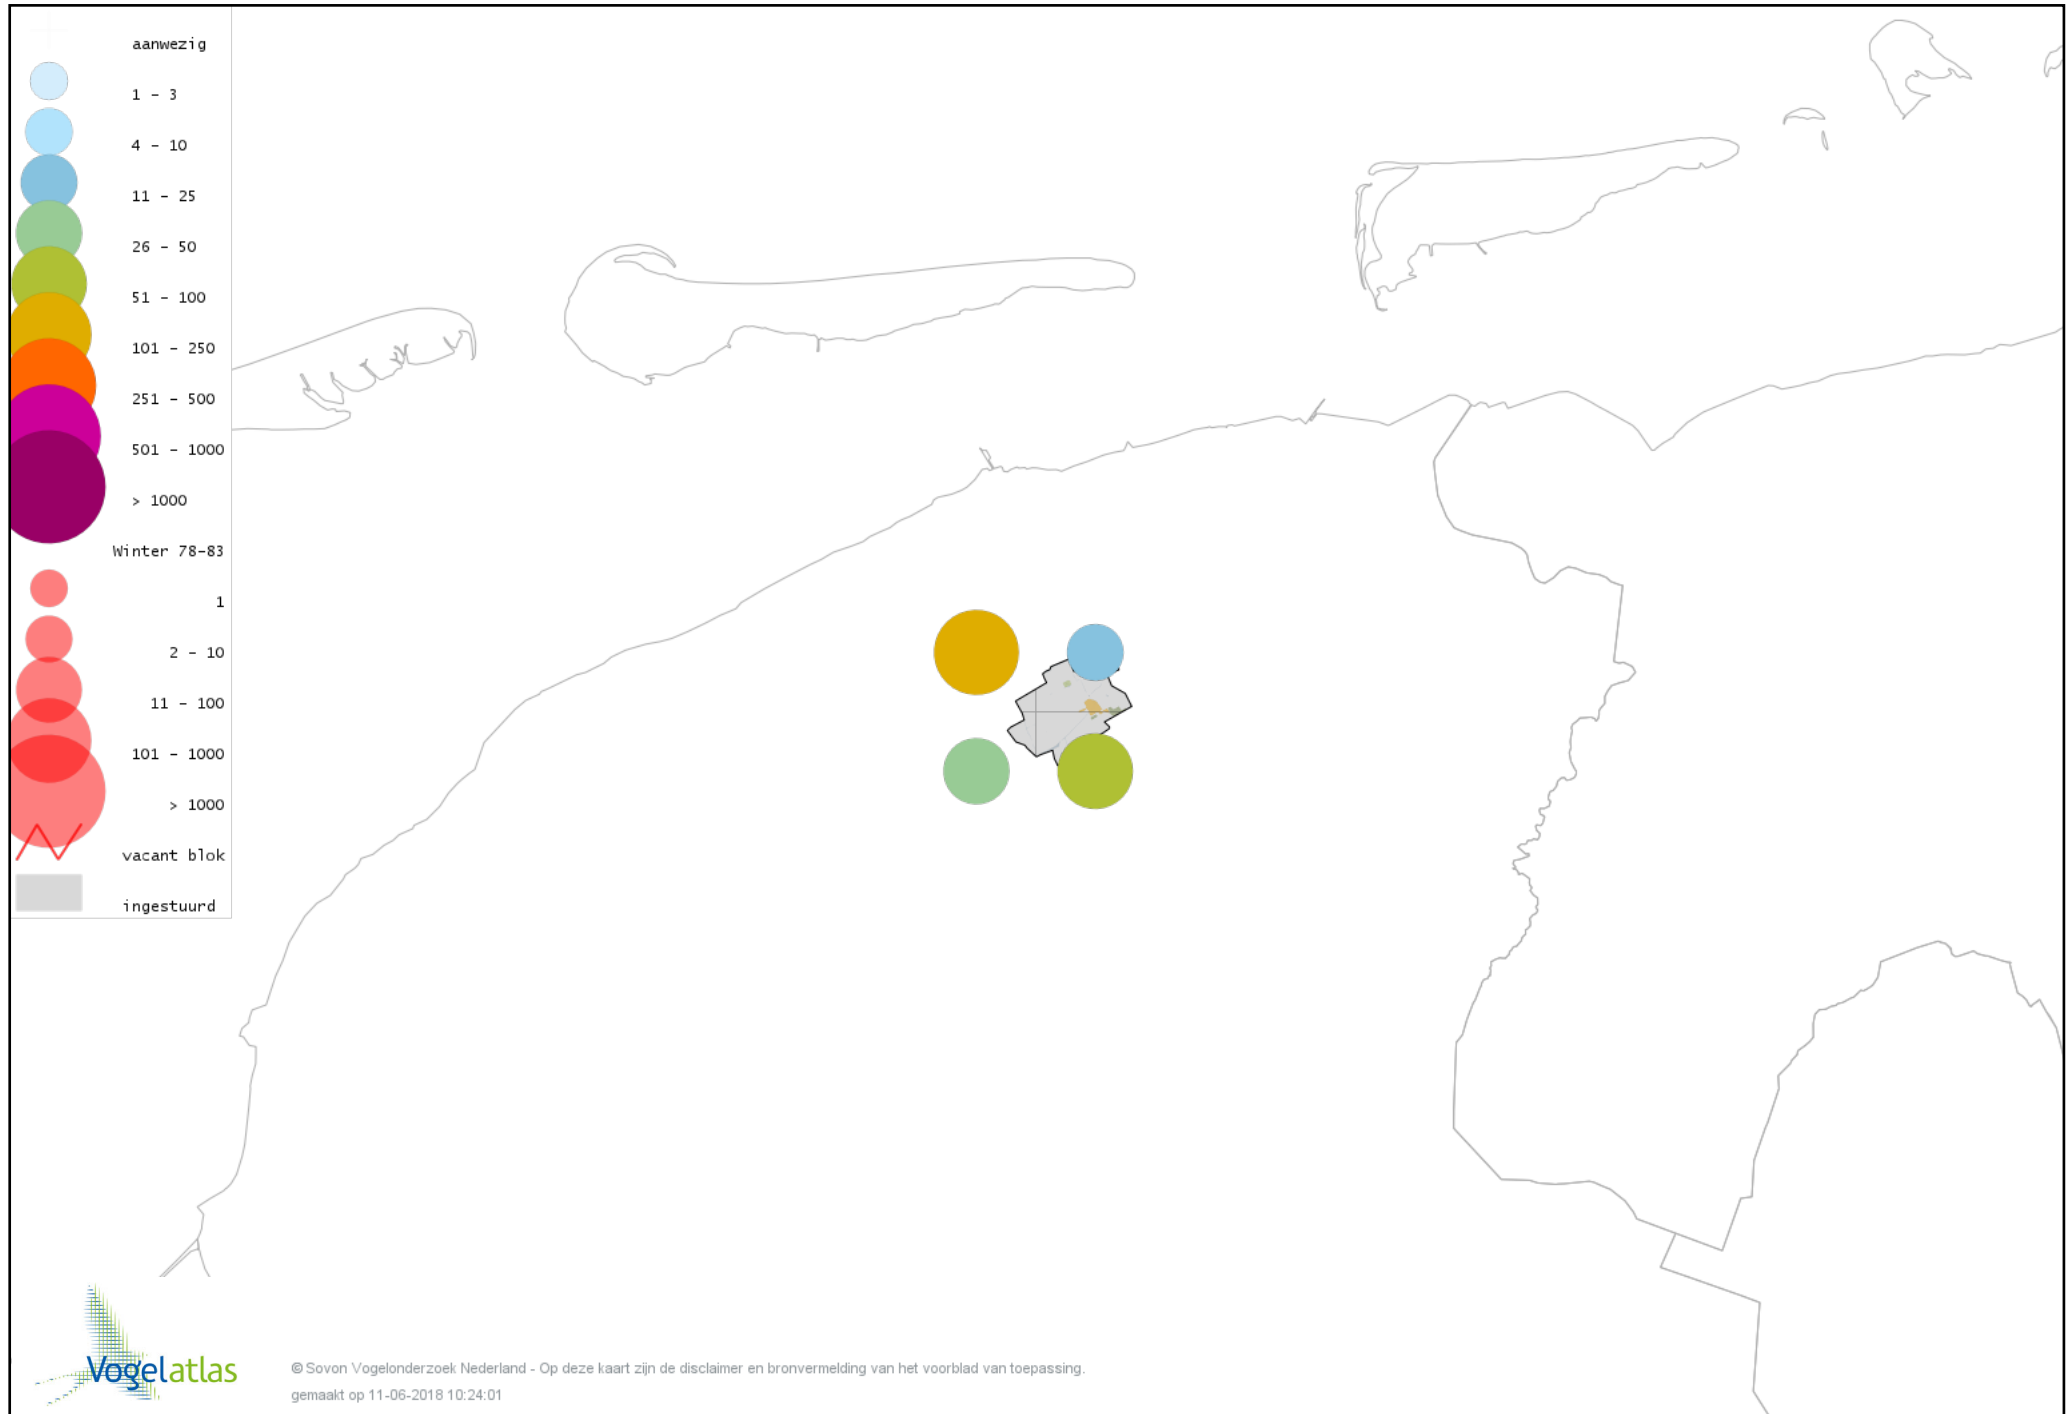 aanwezig
1 - 3
4 - 10
11 - 25
26 - 50
51 - 100
101 - 250
251 - 500
501 - 1000
> 1000
Winter 78-83
1
2 - 10
11 - 100
101 - 1000
> 1000
vacant blok
ingestuurd
Vogelatlas
© Sovon Vogelonderzoek Nederland - Op deze kaart zijn de disclaimer en bronvermelding van het voorblad van toepassing.
gemaakt op 11-06-2018 10:24:01